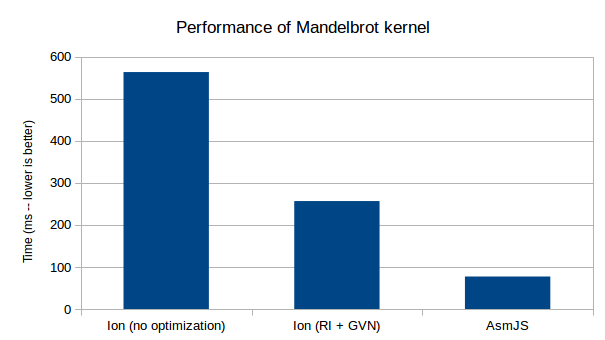 Performance of Mandelbrot kernel
Time (ms -- lower is better)
600
500
400
300
200
100
0
Ion (no optimization)
Ion (RI + GVN)
AsmJS